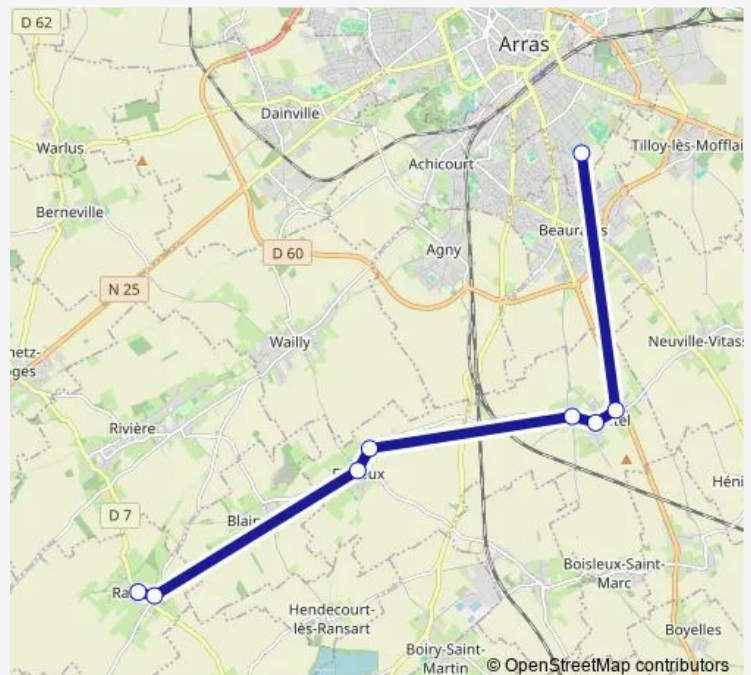 D 62
Arras
Dainville
Warlus
Achicourt
Tilloy-lès-Mofflai
Berneville
Agny
D 60
N 25
Wailly
Neuville-Vitass
Rivière
D 7
Hendecourt-
lès-Ransart
Boisleux-Saint-
Marc
Boyelles
Boiry-Saint-
Martin
© OpenStreetMap contributors